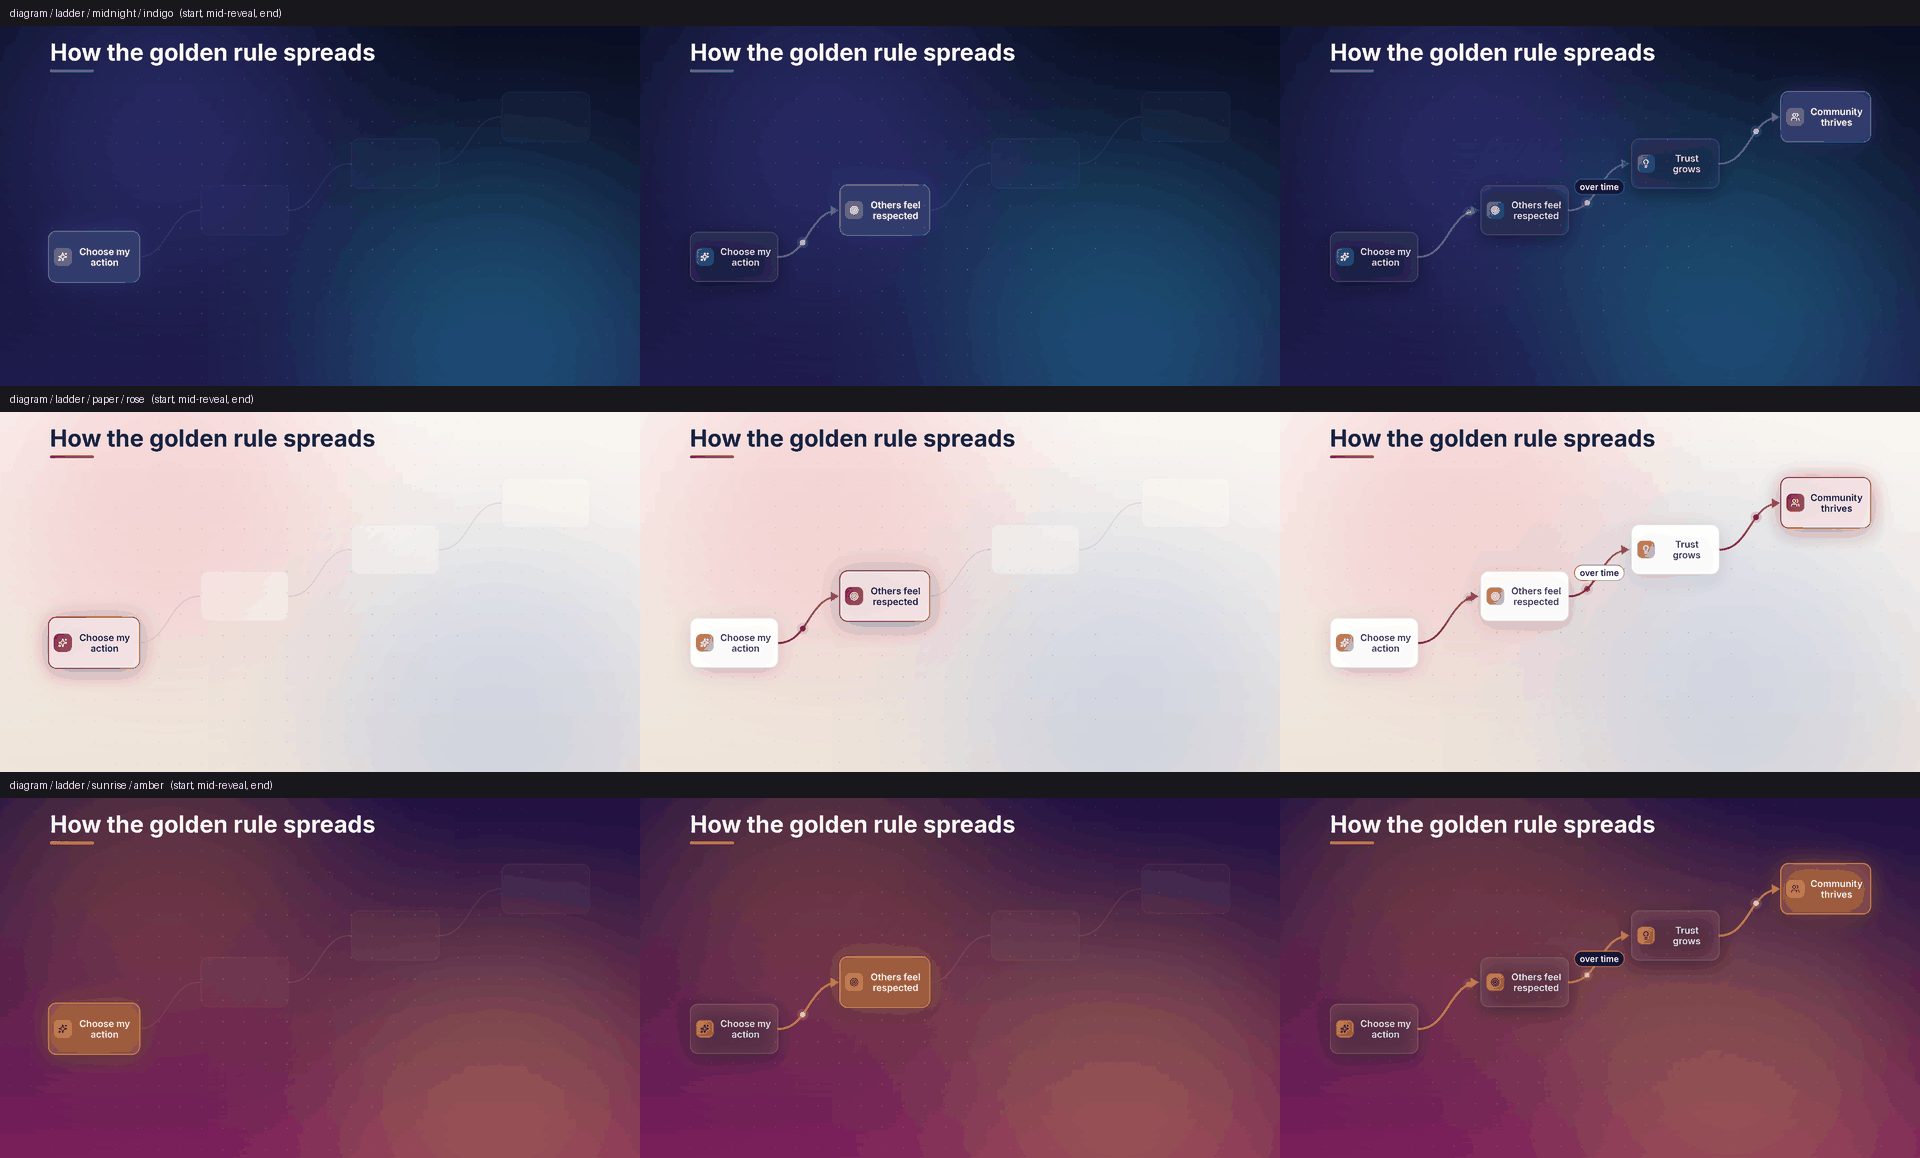 diagram / ladder / midnight / indigo  (start, mid-reveal, end)
How the golden rule spreads
Choose my
action
How the golden rule spreads
Others feel
respected
Choose my
action
How the golden rule spreads
Community
thrives
Trust
grows
over time
Others feel
respected
Choose my
action
diagram / ladder / paper / rose  (start, mid-reveal, end)
How the golden rule spreads
Choose my
action
How the golden rule spreads
Others feel
respected
Choose my
action
How the golden rule spreads
Community
thrives
Trust
grows
over time
Others feel
respected
Choose my
action
diagram / ladder / sunrise / amber  (start, mid-reveal, end)
How the golden rule spreads
Choose my
action
How the golden rule spreads
Others feel
respected
Choose my
action
How the golden rule spreads
Community
thrives
Trust
grows
over time
Others feel
respected
Choose my
action